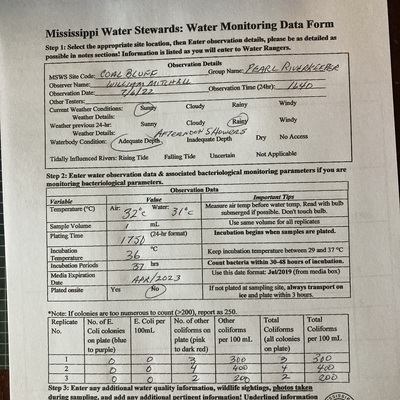 Mississippi Water Stewards: Water Monitoring Data Form
Step 1: Select the appropriate site location, then Enter observation details, please be as detailed as
possible in notes sections! Information is listed as you will enter to Water Rangers.
Observation Details
MSWS Site Code: COAL BLUFF Group Name: PEARL RIVERKEEPER
Observer Name: WILLIAM MITCHELL
Observation Date: 7/6/22 Observation Time (24hr): 1640
Other Testers:
Current Weather Conditions: Sunny Cloudy Rainy Windy
Weather Details:
Weather previous 24-hr: Sunny Cloudy Rainy Windy
Weather Details: AFTERNOON SHOWERS
Waterbody Condition: Adequate Depth Inadequate Depth Dry No Access
Tidally Influenced Rivers: Rising Tide Falling Tide Uncertain Not Applicable
Step 2: Enter water observation data & associated bacteriological monitoring parameters if you are
monitoring bacteriological parameters.
Observation Data
Variable Value Important Tips
Temperature (°C) Air: 32°c Water: 31°c Measure air temp before water temp. Read with bulb
submerged if possible. Don't touch bulb.
Sample Volume 1 mL Use same volume for all replicates
Plating Time 1750 (24-hr format) Incubation begins when samples are plated.
Incubation
Temperature 36 °C Keep incubation temperature between 29 and 37 °C
Incubation Periods 37 hrs Count bacteria within 30-48 hours of incubation.
Media Expiration
Date APR/2023 Use this date format: Jul/2019 (from media box)
Plated onsite Yes No If not plated at sampling site, always transport on
ice and plate within 3 hours.
*Note: If colonies are too numerous to count (>200), report as 250.
Replicate No. of E. E. Coli per No. of other Other Total Total
No. Coli colonies 100mL coliforms on coliforms Coliforms Coliforms
on plate (blue plate (pink per 100 mL (all colonies per 100 mL
to purple) to dark red) on plate)
1 0 0 3 300 3 300
2 0 0 4 400 4 400
3 0 0 2 200 2 200
Step 3: Enter any additional water quality information, wildlife sightings, photos taken
during sampling, and add any additional pertinent information! Underlined information